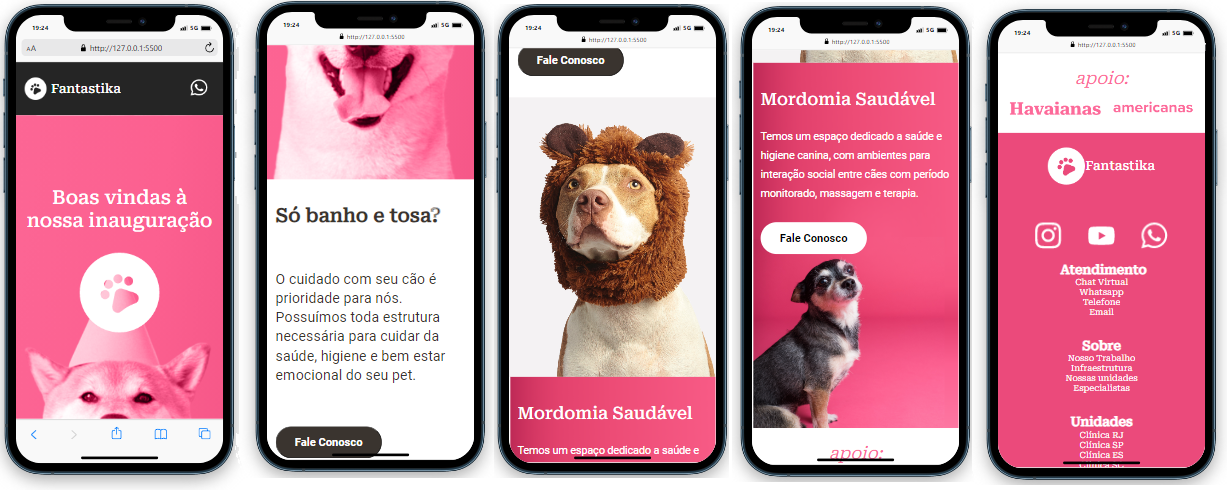 19:24
5G
AA
http://127.0.0.1:5500
Fantastika
Boas vindas à
nossa inauguração
19:24
5G
http://127.0.0.1:5500
Só banho e tosa?
O cuidado com seu cão é
prioridade para nós.
Possuímos toda estrutura
necessária para cuidar da
saúde, higiene e bem estar
emocional do seu pet.
Fale Conosco
19:24
5G
http://127.0.0.1:5500
Fale Conosco
Mordomia Saudável
Temos um espaço dedicado a saúde e
19:24
5G
http://127.0.0.1:5500
Mordomia Saudável
Temos um espaço dedicado a saúde e
higiene canina, com ambientes para
interação social entre cães com período
monitorado, massagem e terapia.
Fale Conosco
apoio:
19:24
5G
http://127.0.0.1:5500
apoio:
Havaianas americanas
Fantastika
Atendimento
Chat Virtual
Whatsapp
Telefone
Email
Sobre
Nosso Trabalho
Infraestrutura
Nossas unidades
Especialistas
Unidades
Clínica RJ
Clínica SP
Clínica ES
Clínica SC